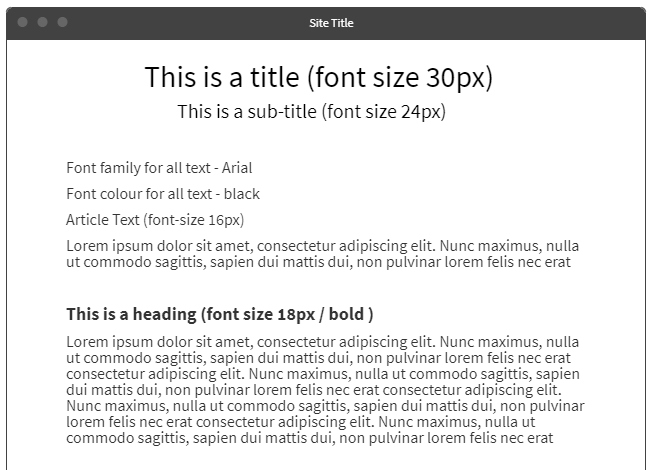 Site Title
This is a title (font size 30px)
This is a sub-title (font size 24px)
Font family for all text - Arial
Font colour for all text - black
Article Text (font-size 16px)
Lorem ipsum dolor sit amet, consectetur adipiscing elit. Nunc maximus, nulla
ut commodo sagittis, sapien dui mattis dui, non pulvinar lorem felis nec erat
This is a heading (font size 18px / bold )
Lorem ipsum dolor sit amet, consectetur adipiscing elit. Nunc maximus, nulla
ut commodo sagittis, sapien dui mattis dui, non pulvinar lorem felis nec erat
consectetur adipiscing elit. Nunc maximus, nulla ut commodo sagittis, sapien
dui mattis dui, non pulvinar lorem felis nec erat consectetur adipiscing elit.
Nunc maximus, nulla ut commodo sagittis, sapien dui mattis dui, non pulvinar
lorem felis nec erat consectetur adipiscing elit. Nunc maximus, nulla ut
commodo sagittis, sapien dui mattis dui, non pulvinar lorem felis nec erat